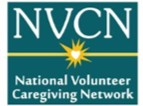 NVCN
National Volunteer
Caregiving Network